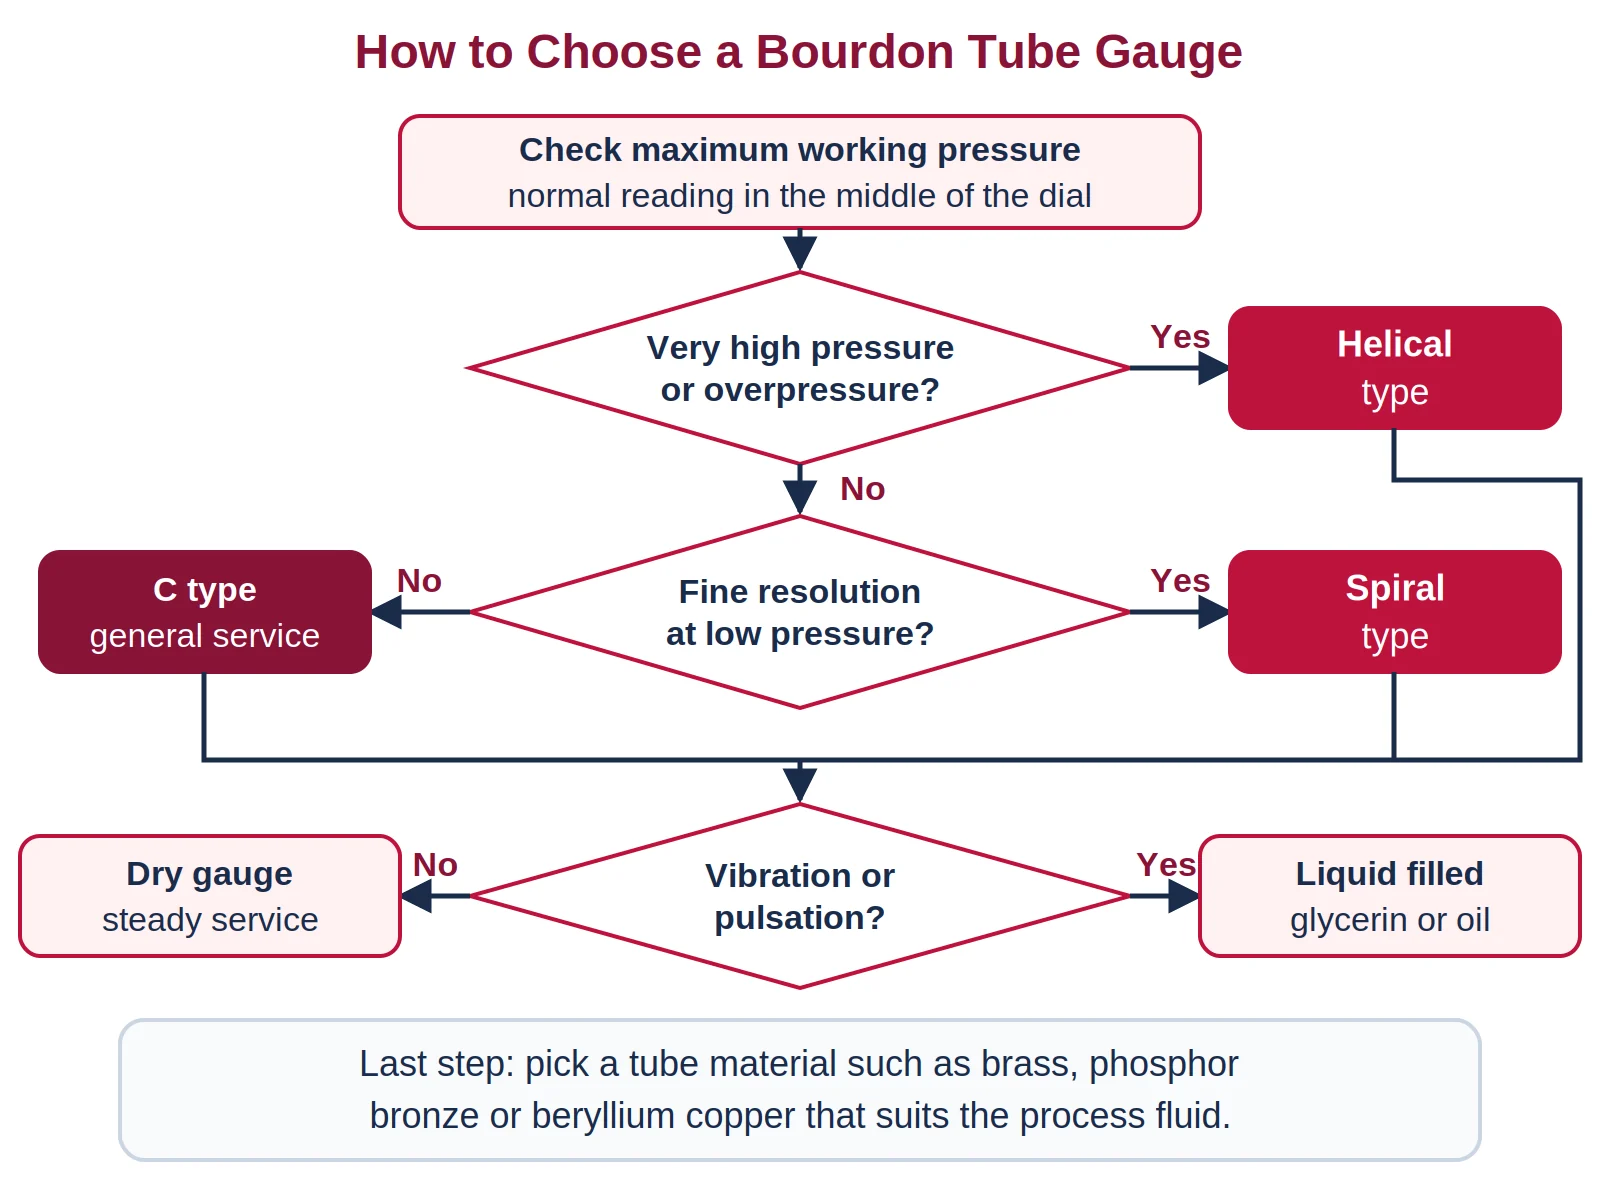 How to Choose a Bourdon Tube Gauge
Check maximum working pressure
normal reading in the middle of the dial
Very high pressure
or overpressure?
Yes
Helical
type
No
Fine resolution
at low pressure?
No
C type
general service
Yes
Spiral
type
Vibration or
pulsation?
No
Dry gauge
steady service
Yes
Liquid filled
glycerin or oil
Last step: pick a tube material such as brass, phosphor
bronze or beryllium copper that suits the process fluid.